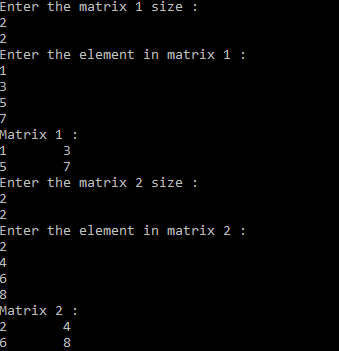 Enter the matrix 1 size :
2
2
Enter the element in matrix 1 :
1
3
5
7
Matrix 1 :
1       3
5       7
Enter the matrix 2 size :
2
2
Enter the element in matrix 2 :
2
4
6
8
Matrix 2 :
2       4
6       8